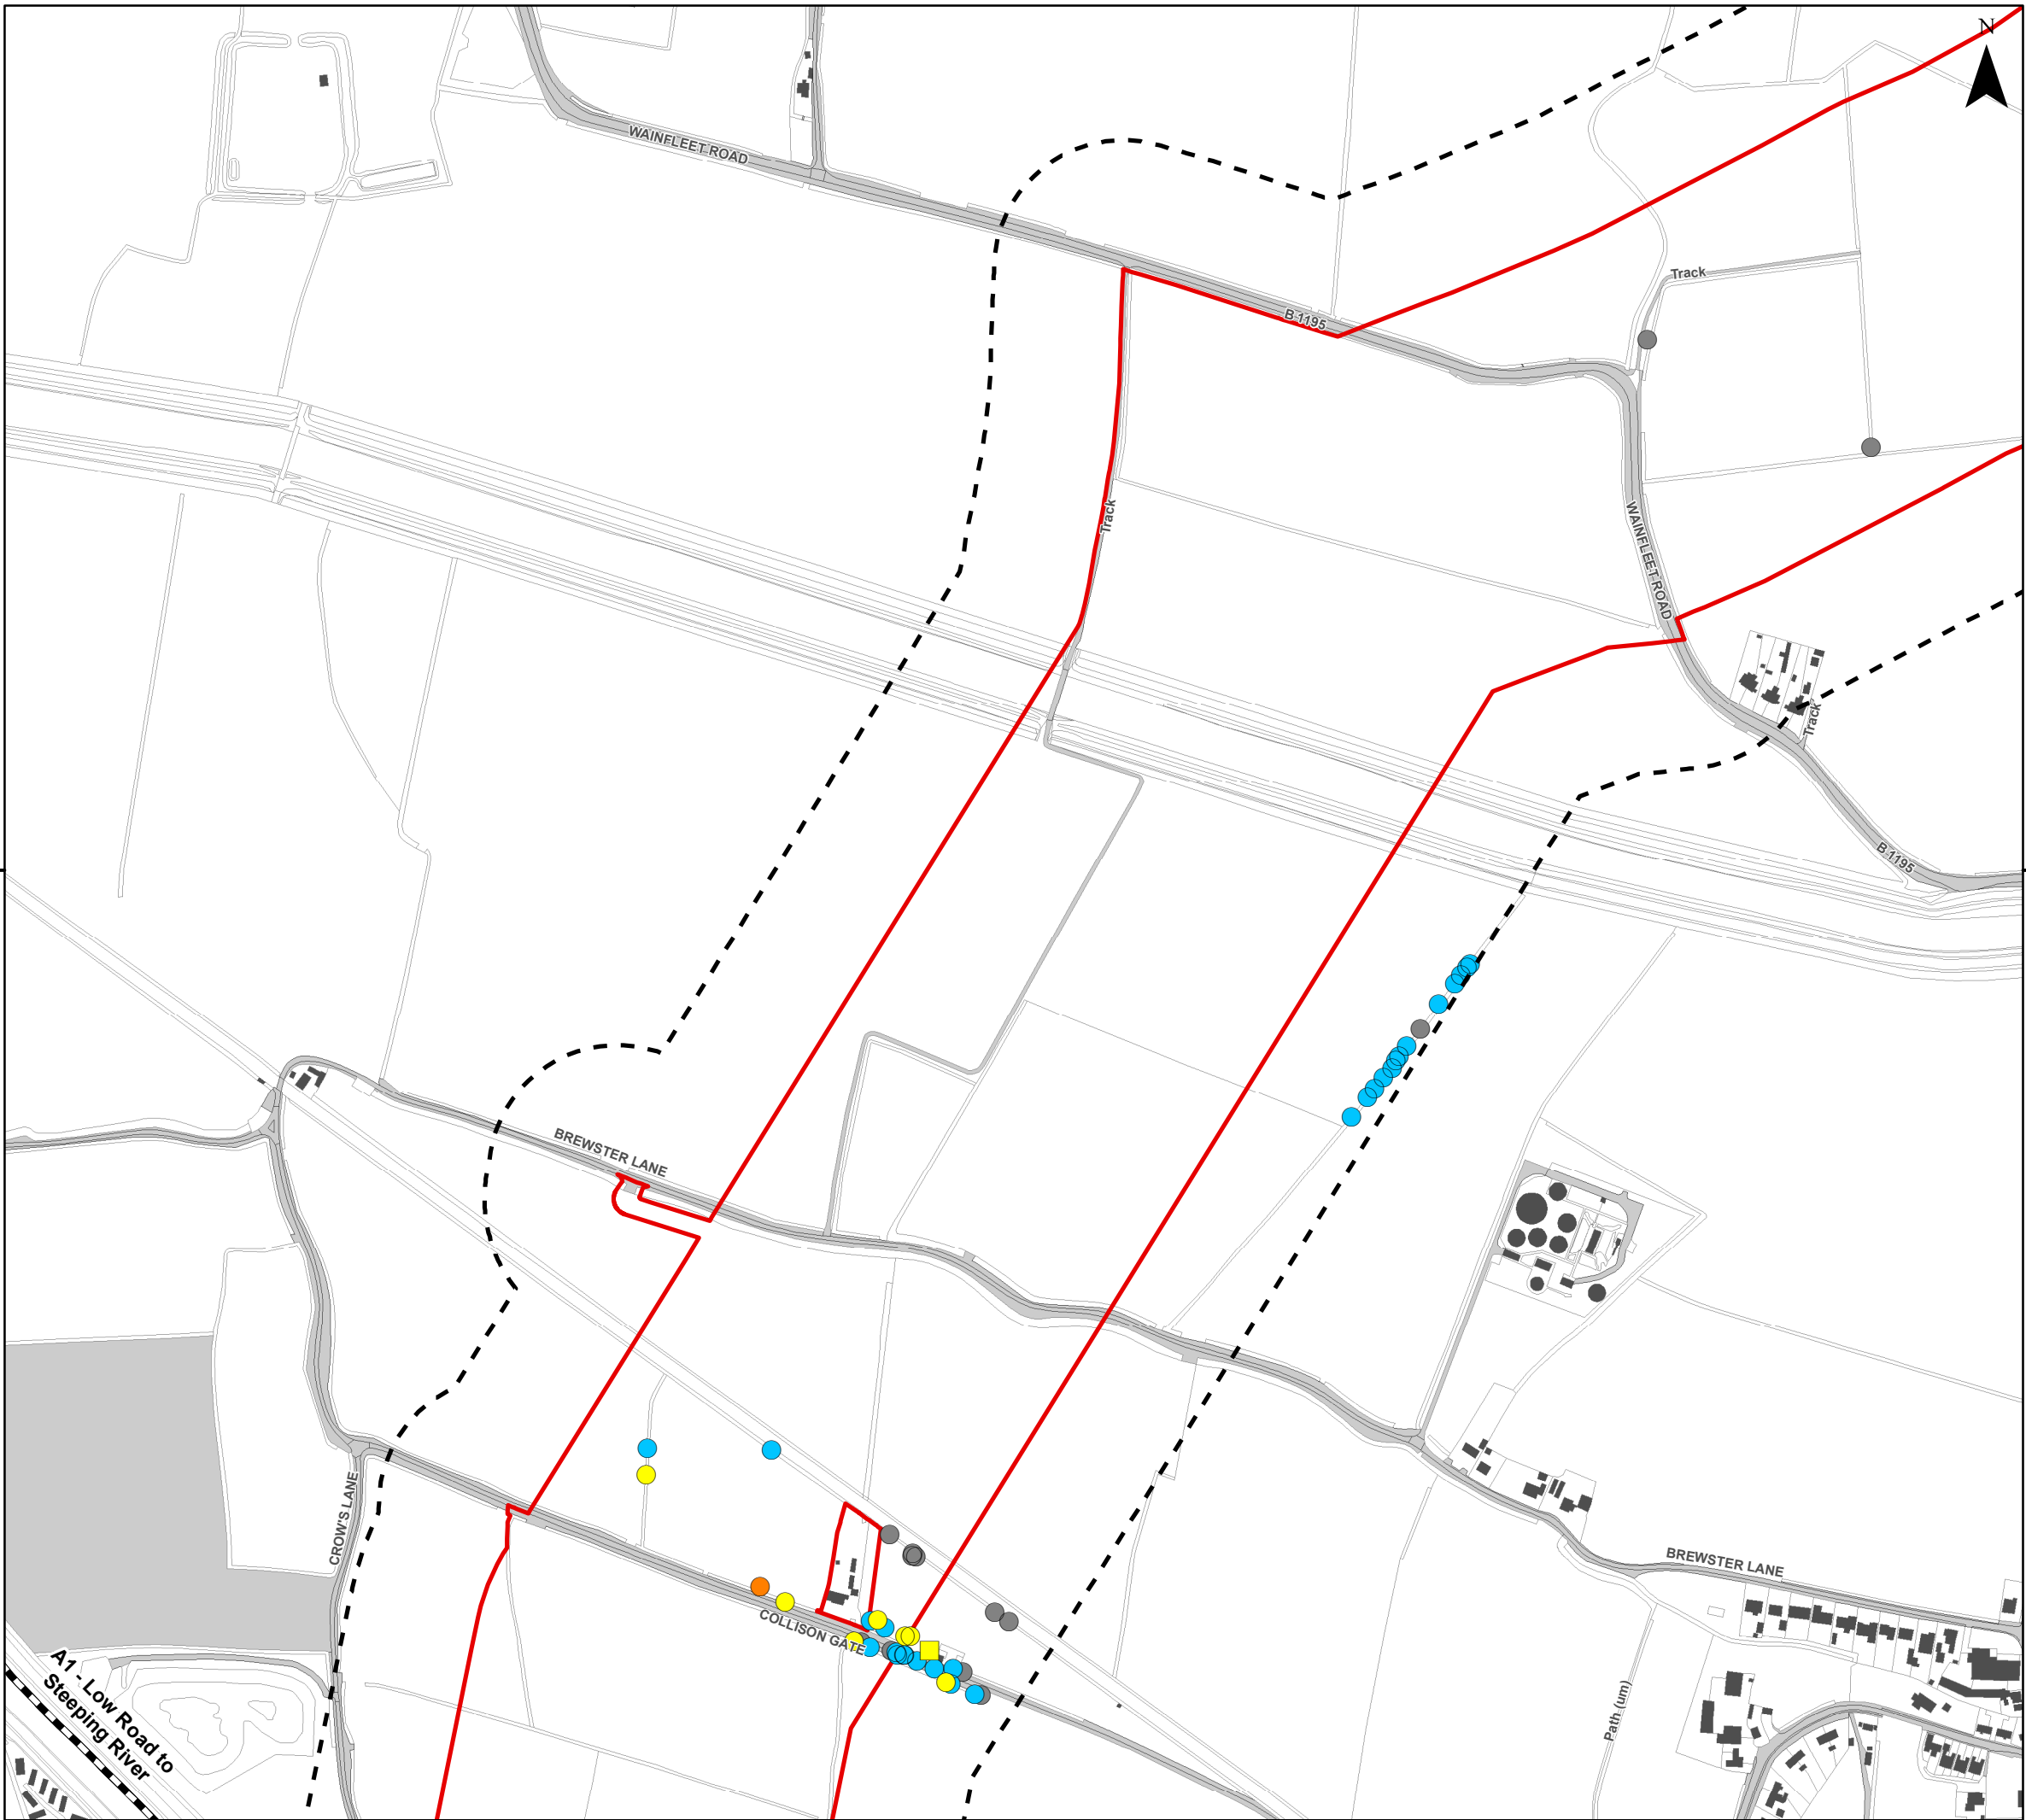 N
WAINFLEET ROAD
Track
B 1195
Track
WAINFLEET ROAD
Track
B 1195
BREWSTER LANE
CROW'S LANE
BREWSTER LANE
COLLISON GATE
A1 - Low Road to
Steeping River
Path (um)